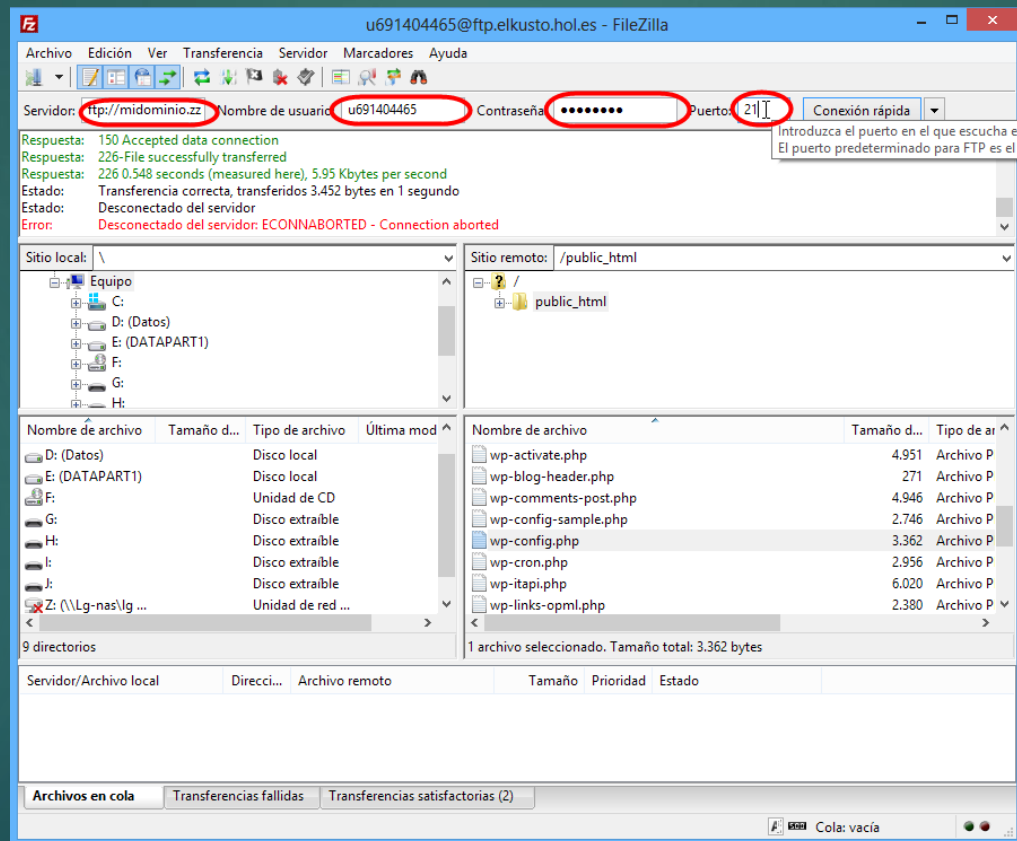 u691404465@ftp.elkusto.hol.es - FileZilla
Archivo Edición Ver Transferencia Servidor Marcadores Ayuda
Servidor: ftp://midominio.zz Nombre de usuario u691404465 Contraseña ●●●●●●●● Puerto: 21 Conexión rápida
Introduzca el puerto en el que escucha e
El puerto predeterminado para FTP es el
Respuesta: 150 Accepted data connection
Respuesta: 226-File successfully transferred
Respuesta: 226 0.548 seconds (measured here), 5.95 Kbytes per second
Estado: Transferencia correcta, transferidos 3.452 bytes en 1 segundo
Estado: Desconectado del servidor
Error: Desconectado del servidor: ECONNABORTED - Connection aborted
Sitio local: \
Equipo
C:
D: (Datos)
E: (DATAPART1)
F:
G:
H:
Sitio remoto: /public_html
? /
public_html
Nombre de archivo Tamaño d... Tipo de archivo Última mod
D: (Datos) Disco local
E: (DATAPART1) Disco local
F: Unidad de CD
G: Disco extraíble
H: Disco extraíble
I: Disco extraíble
J: Disco extraíble
Z: (\\Lg-nas\lg ... Unidad de red ...
9 directorios
Nombre de archivo Tamaño d... Tipo de ar
wp-activate.php 4.951 Archivo P
wp-blog-header.php 271 Archivo P
wp-comments-post.php 4.946 Archivo P
wp-config-sample.php 2.746 Archivo P
wp-config.php 3.362 Archivo P
wp-cron.php 2.956 Archivo P
wp-itapi.php 6.020 Archivo P
wp-links-opml.php 2.380 Archivo P
1 archivo seleccionado. Tamaño total: 3.362 bytes
Servidor/Archivo local Direcci... Archivo remoto Tamaño Prioridad Estado
Archivos en cola Transferencias fallidas Transferencias satisfactorias (2)
Cola: vacía